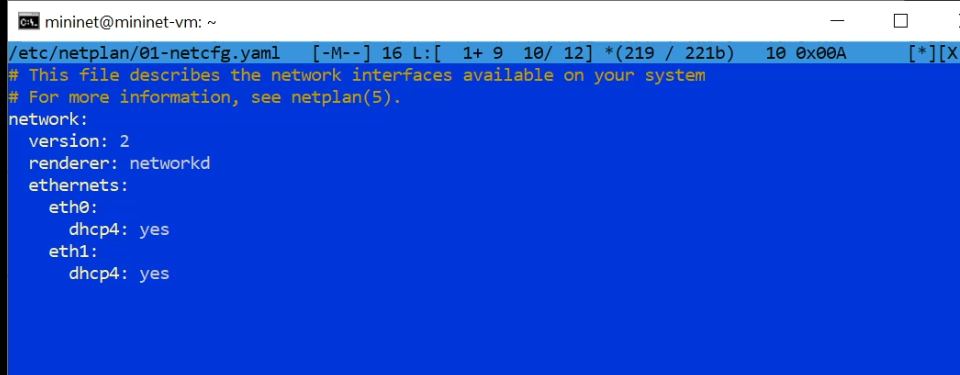 mininet@mininet-vm: ~
/etc/netplan/01-netcfg.yaml   [-M--] 16 L:[  1+ 9  10/ 12] *(219 / 221b)   10 0x00A      [*][X
# This file describes the network interfaces available on your system
# For more information, see netplan(5).
network:
  version: 2
  renderer: networkd
  ethernets:
    eth0:
      dhcp4: yes
    eth1:
      dhcp4: yes